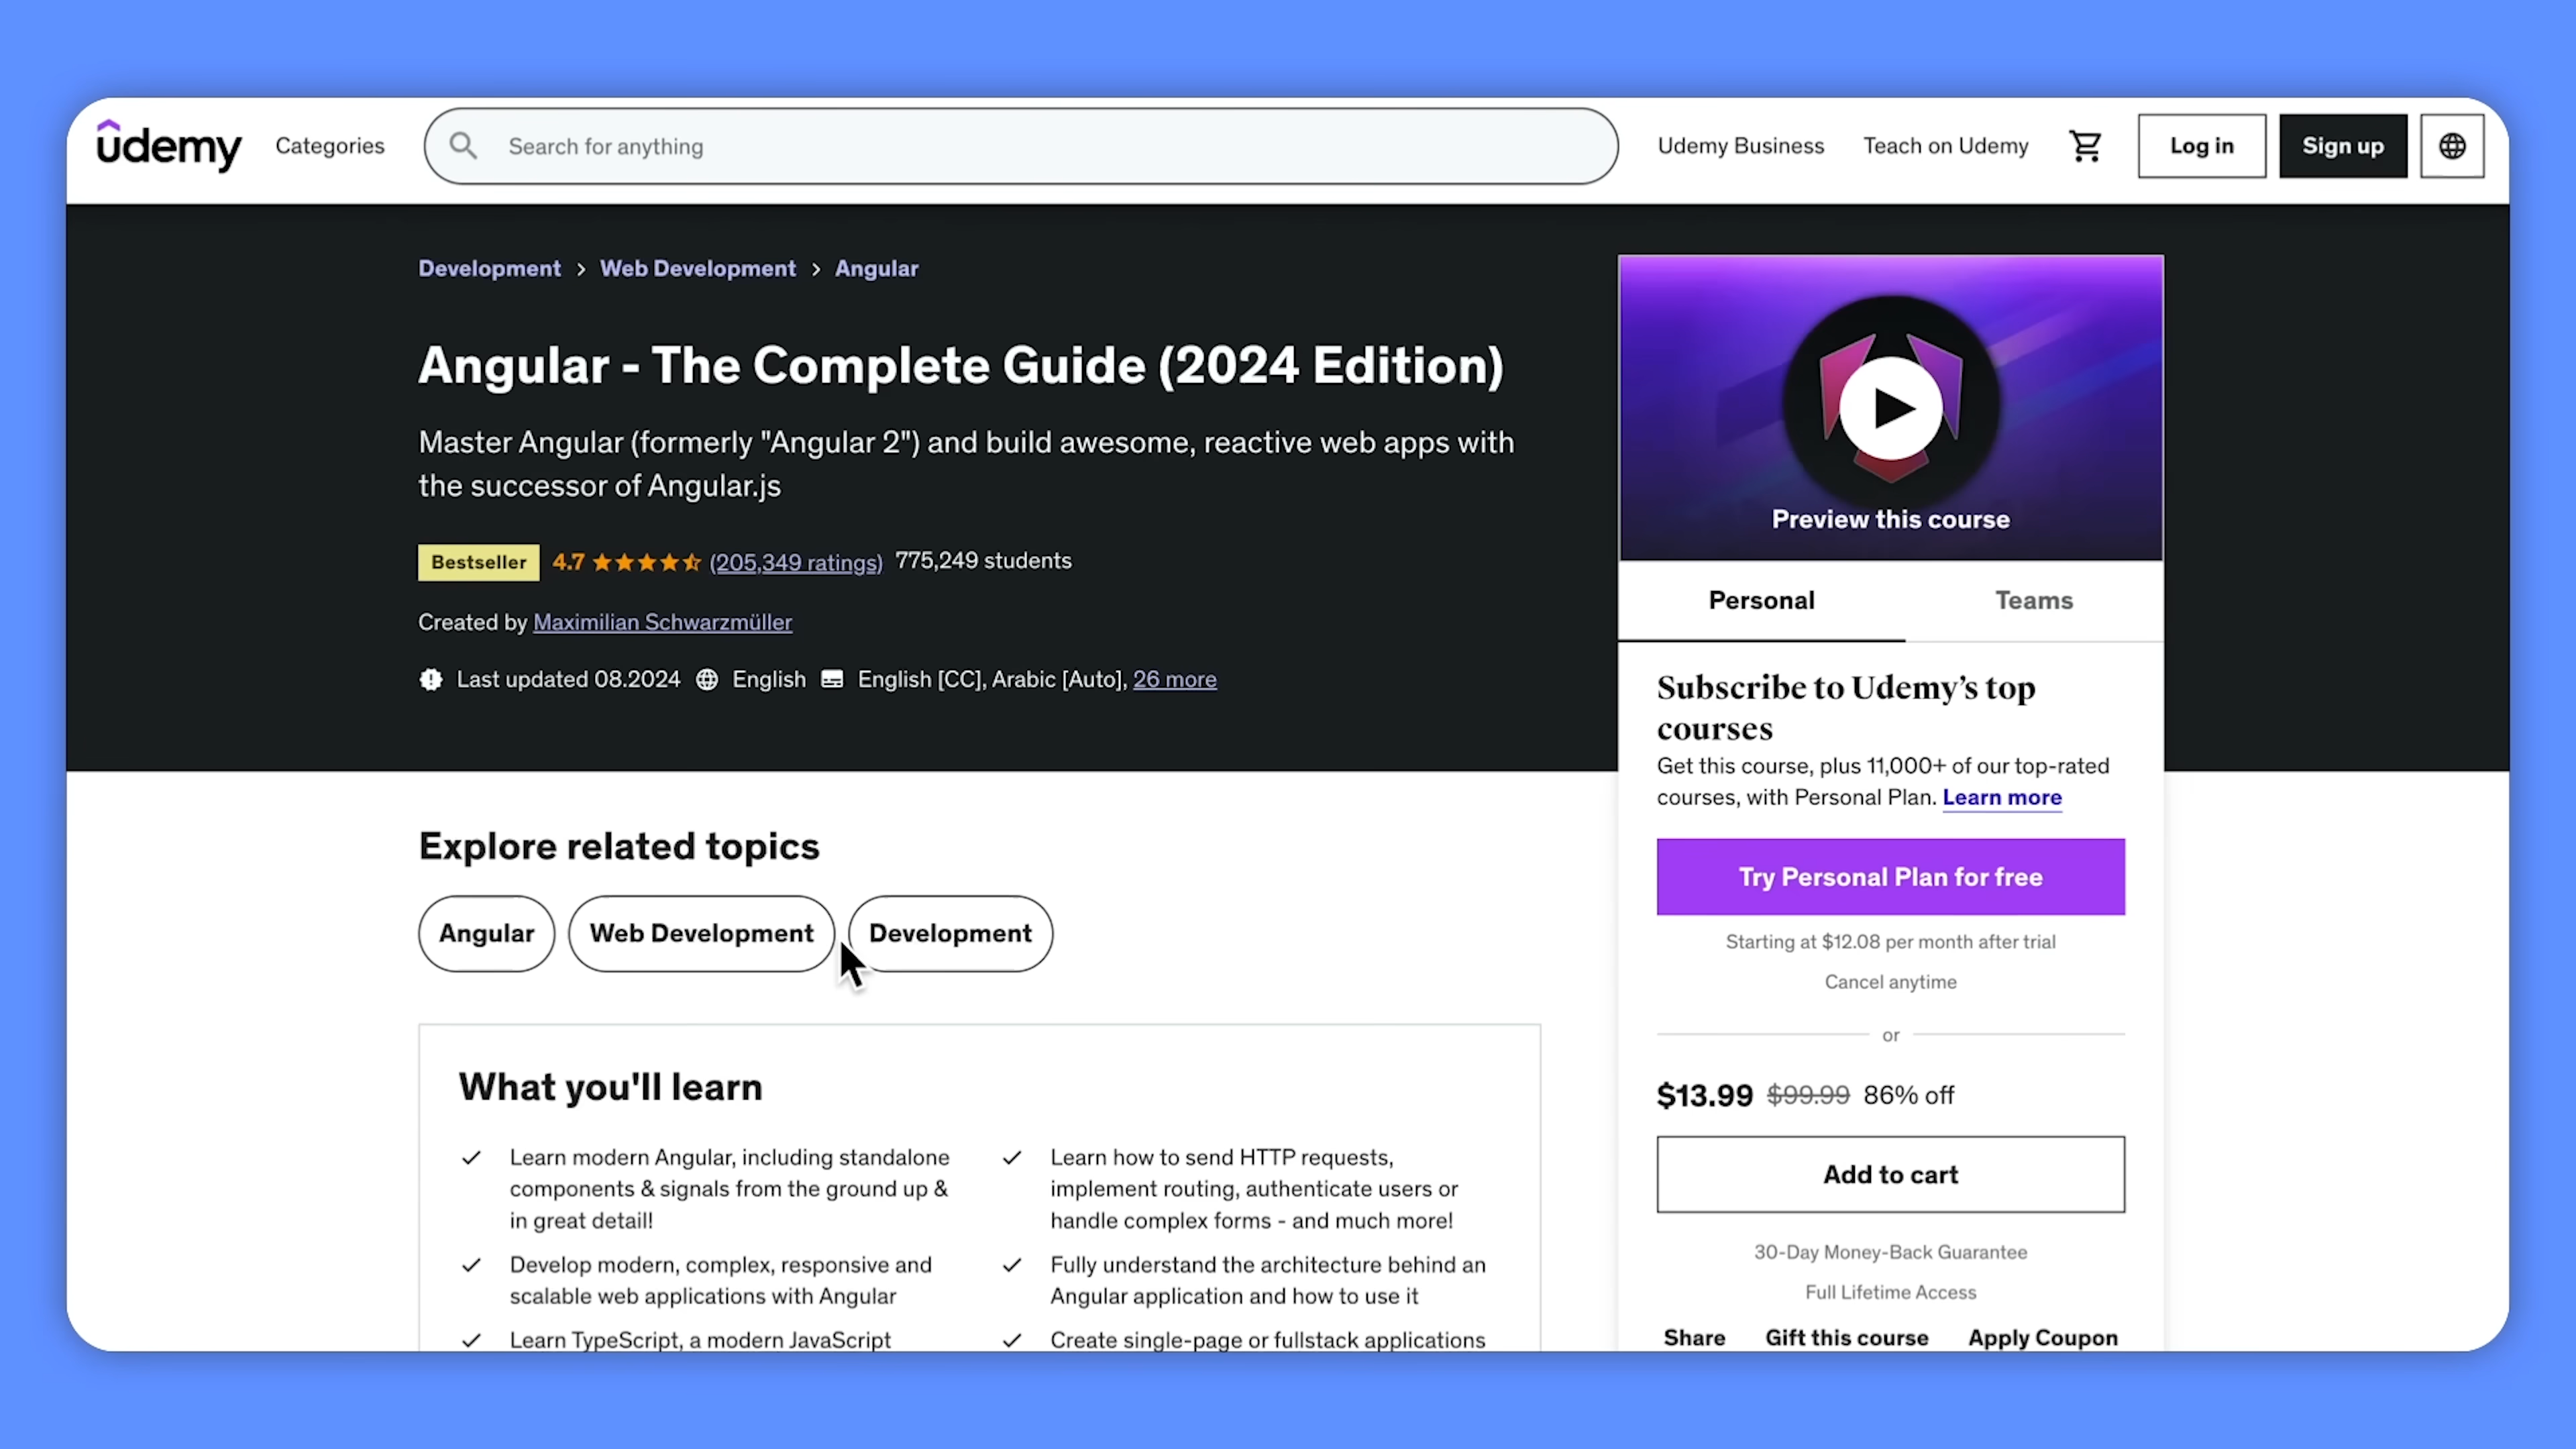 udemy
Categories
Search for anything
Udemy Business
Teach on Udemy
Log in
Sign up
Development > Web Development > Angular
Angular - The Complete Guide (2024 Edition)
Master Angular (formerly "Angular 2") and build awesome, reactive web apps with
the successor of Angular.js
Bestseller 4.7 (205,349 ratings) 775,249 students
Created by Maximilian Schwarzmüller
Last updated 08.2024 English English [CC], Arabic [Auto], 26 more
Preview this course
Personal
Teams
Subscribe to Udemy’s top
courses
Get this course, plus 11,000+ of our top-rated
courses, with Personal Plan. Learn more
Try Personal Plan for free
Starting at $12.08 per month after trial
Cancel anytime
or
$13.99 $99.99 86% off
Add to cart
30-Day Money-Back Guarantee
Full Lifetime Access
Share
Gift this course
Apply Coupon
Explore related topics
Angular
Web Development
Development
What you'll learn
Learn modern Angular, including standalone
components & signals from the ground up &
in great detail!
Develop modern, complex, responsive and
scalable web applications with Angular
Learn TypeScript, a modern JavaScript
Learn how to send HTTP requests,
implement routing, authenticate users or
handle complex forms - and much more!
Fully understand the architecture behind an
Angular application and how to use it
Create single-page or fullstack applications